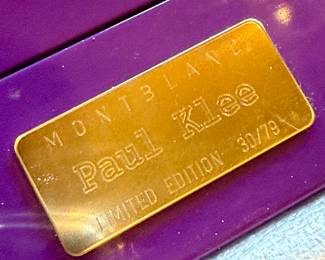 MONTBLANC
Paul Klee
LIMITED EDITION 30/79